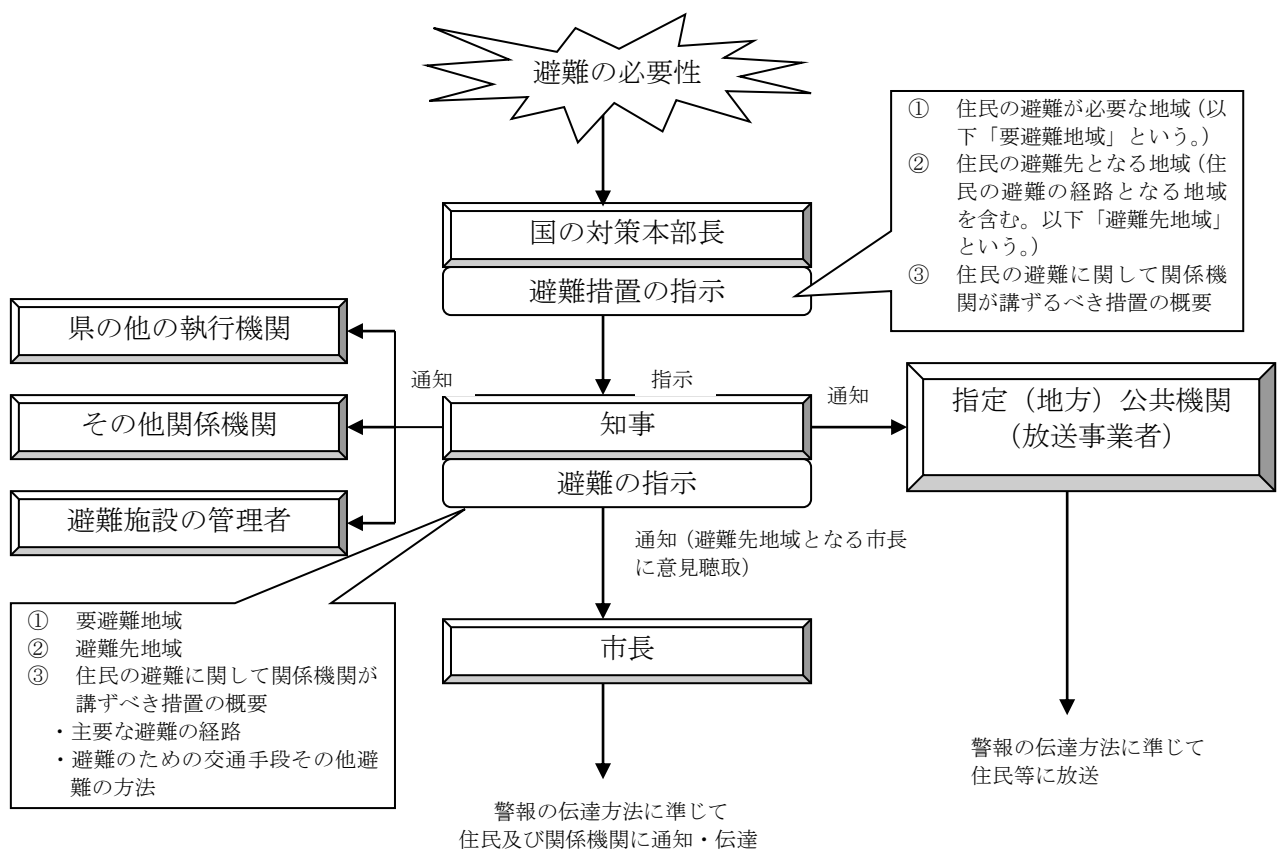 避難の必要性
① 住民の避難が必要な地域（以
下「要避難地域」という。）
② 住民の避難先となる地域（住
民の避難の経路となる地域
を含む。以下「避難先地域」
という。）
③ 住民の避難に関して関係機
関が講ずるべき措置の概要
国の対策本部長
避難措置の指示
県の他の執行機関
その他関係機関
避難施設の管理者
通知
指示
知事
避難の指示
通知
指定（地方）公共機関
（放送事業者）
通知（避難先地域となる市長
に意見聴取）
① 要避難地域
② 避難先地域
③ 住民の避難に関して関係機関が
講ずべき措置の概要
・主要な避難の経路
・避難のための交通手段その他避
難の方法
市長
警報の伝達方法に準じて
住民等に放送
警報の伝達方法に準じて
住民及び関係機関に通知・伝達